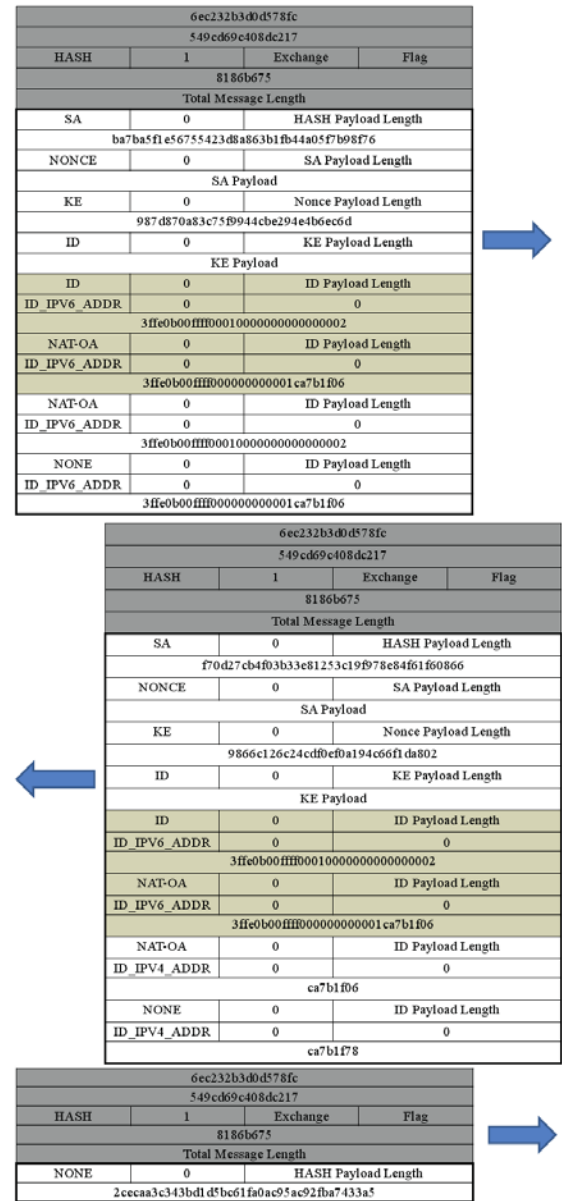 6ec232b3d0d578fc
549cd69c408dc217
HASH 1 Exchange Flag
8186b675
Total Message Length
SA 0 HASH Payload Length
ba7ba5f1e56755423d8a863b1fb44a05f7b98f76
NONCE 0 SA Payload Length
SA Payload
KE 0 Nonce Payload Length
987d870a83c75f9944cbe294e4b6ec6d
ID 0 KE Payload Length
KE Payload
ID 0 ID Payload Length
ID_IPV6_ADDR 0 0
3ffe0b00ffff00010000000000000002
NAT-OA 0 ID Payload Length
ID_IPV6_ADDR 0 0
3ffe0b00ffff000000000001ca7b1f06
NAT-OA 0 ID Payload Length
ID_IPV6_ADDR 0 0
3ffe0b00ffff00010000000000000002
NONE 0 ID Payload Length
ID_IPV6_ADDR 0 0
3ffe0b00ffff000000000001ca7b1f06
6ec232b3d0d578fc
549cd69c408dc217
HASH 1 Exchange Flag
8186b675
Total Message Length
SA 0 HASH Payload Length
f70d27cb4f03b33e81253c19f978e84f61f60866
NONCE 0 SA Payload Length
SA Payload
KE 0 Nonce Payload Length
9866c126c24cdf0ef0a194c66f1da802
ID 0 KE Payload Length
KE Payload
ID 0 ID Payload Length
ID_IPV6_ADDR 0 0
3ffe0b00ffff00010000000000000002
NAT-OA 0 ID Payload Length
ID_IPV6_ADDR 0 0
3ffe0b00ffff000000000001ca7b1f06
NAT-OA 0 ID Payload Length
ID_IPV4_ADDR 0 0
ca7b1f06
NONE 0 ID Payload Length
ID_IPV4_ADDR 0 0
ca7b1f78
6ec232b3d0d578fc
549cd69c408dc217
HASH 1 Exchange Flag
8186b675
Total Message Length
NONE 0 HASH Payload Length
2cecaa3c343bd1d5bc61fa0ac95ac92fba7433a5